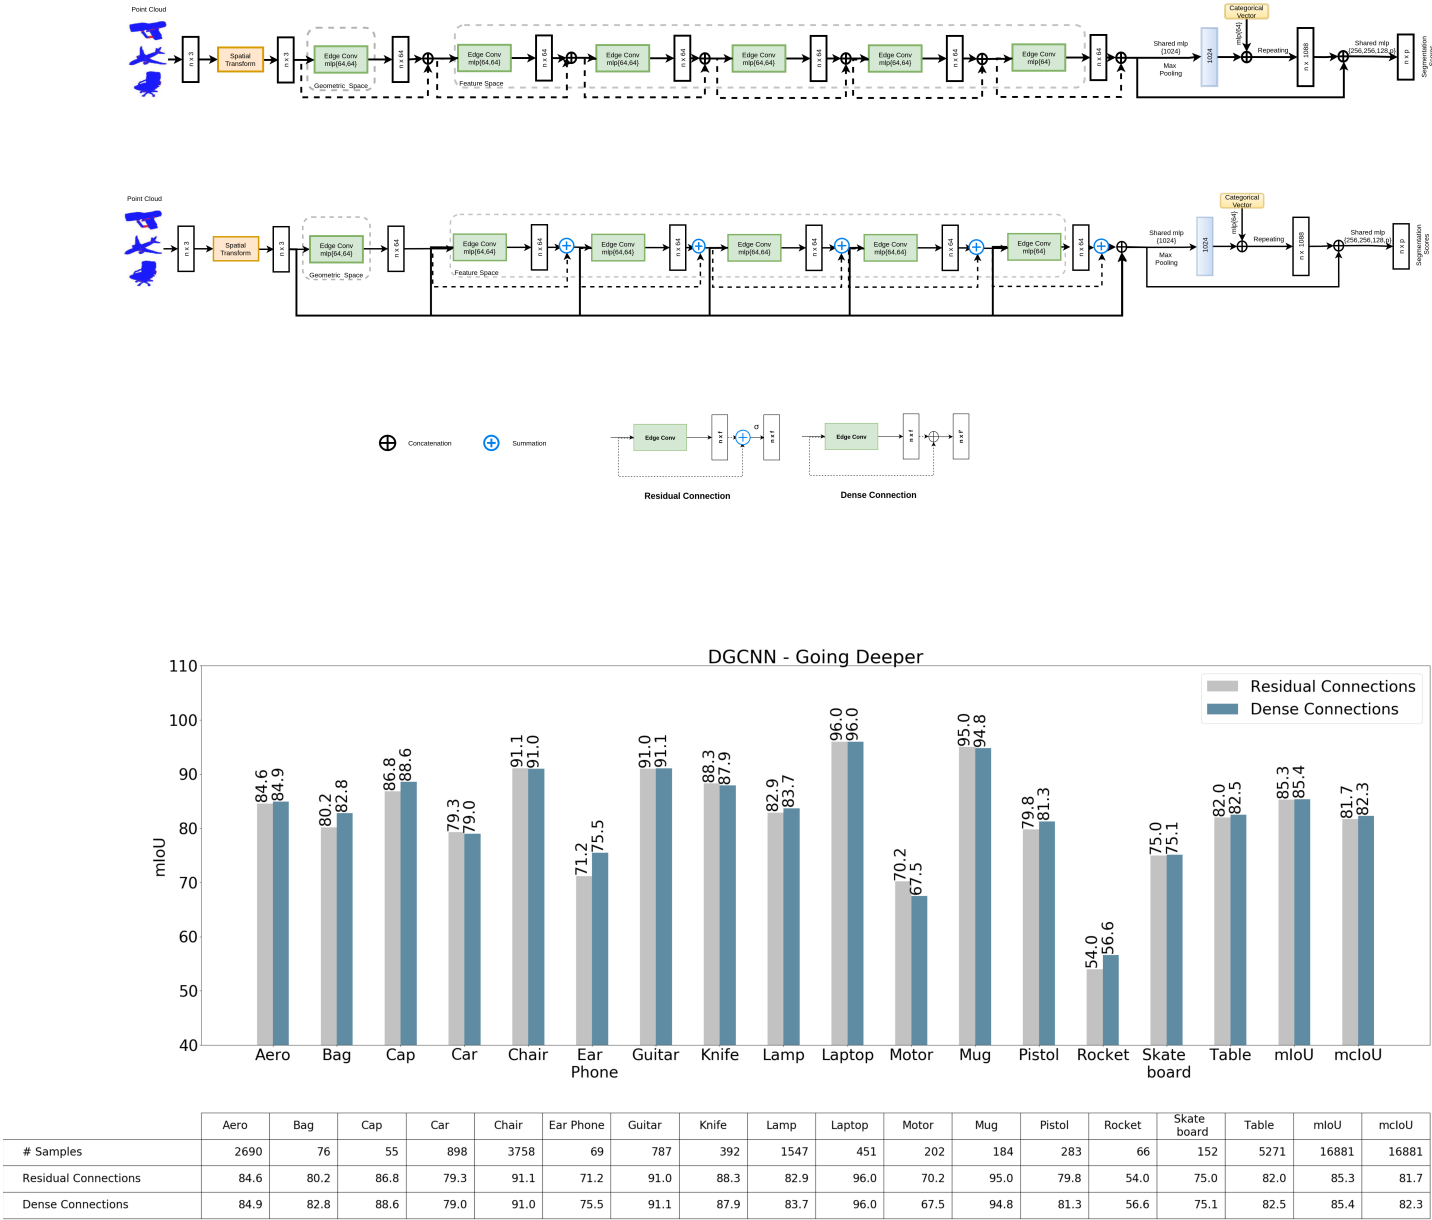 Point Cloud
n x 3
Spatial
Transform
n x 3
Edge Conv
mlp{64,64}
Geometric Space
n x 64
Edge Conv
mlp{64,64}
Feature Space
n x 64
Edge Conv
mlp{64,64}
n x 64
Edge Conv
mlp{64,64}
n x 64
Edge Conv
mlp{64,64}
n x 64
Edge Conv
mlp{64}
n x 64
Shared mlp
{1024}
Max
Pooling
1024
Categorical
Vector
mlp{64}
Repeating
n x 1088
Shared mlp
{256,256,128,p}
n x p
Segmentation
Scores
Point Cloud
n x 3
Spatial
Transform
n x 3
Edge Conv
mlp{64,64}
Geometric Space
n x 64
Edge Conv
mlp{64,64}
Feature Space
n x 64
Edge Conv
mlp{64,64}
n x 64
Edge Conv
mlp{64,64}
n x 64
Edge Conv
mlp{64,64}
n x 64
Edge Conv
mlp{64}
n x 64
Shared mlp
{1024}
Max
Pooling
1024
Categorical
Vector
mlp{64}
Repeating
n x 1088
Shared mlp
{256,256,128,p}
n x p
Segmentation
Scores
Concatenation
Summation
Edge Conv
n x f
σ
n x f
Residual Connection
Edge Conv
n x f
n x f'
Dense Connection
DGCNN - Going Deeper
Residual Connections
Dense Connections
mIoU
110
100
90
80
70
60
50
40
84.6 84.9
80.2 82.8
86.8 88.6
79.3 79.0
91.1 91.0
71.2 75.5
91.0 91.1
88.3 87.9
82.9 83.7
96.0 96.0
70.2 67.5
95.0 94.8
79.8 81.3
54.0 56.6
75.0 75.1
82.0 82.5
85.3 85.4
81.7 82.3
Aero Bag Cap Car Chair Ear Phone Guitar Knife Lamp Laptop Motor Mug Pistol Rocket Skate board Table mIoU mcIoU
Aero Bag Cap Car Chair Ear Phone Guitar Knife Lamp Laptop Motor Mug Pistol Rocket Skate board Table mIoU mcIoU
# Samples 2690 76 55 898 3758 69 787 392 1547 451 202 184 283 66 152 5271 16881 16881
Residual Connections 84.6 80.2 86.8 79.3 91.1 71.2 91.0 88.3 82.9 96.0 70.2 95.0 79.8 54.0 75.0 82.0 85.3 81.7
Dense Connections 84.9 82.8 88.6 79.0 91.0 75.5 91.1 87.9 83.7 96.0 67.5 94.8 81.3 56.6 75.1 82.5 85.4 82.3